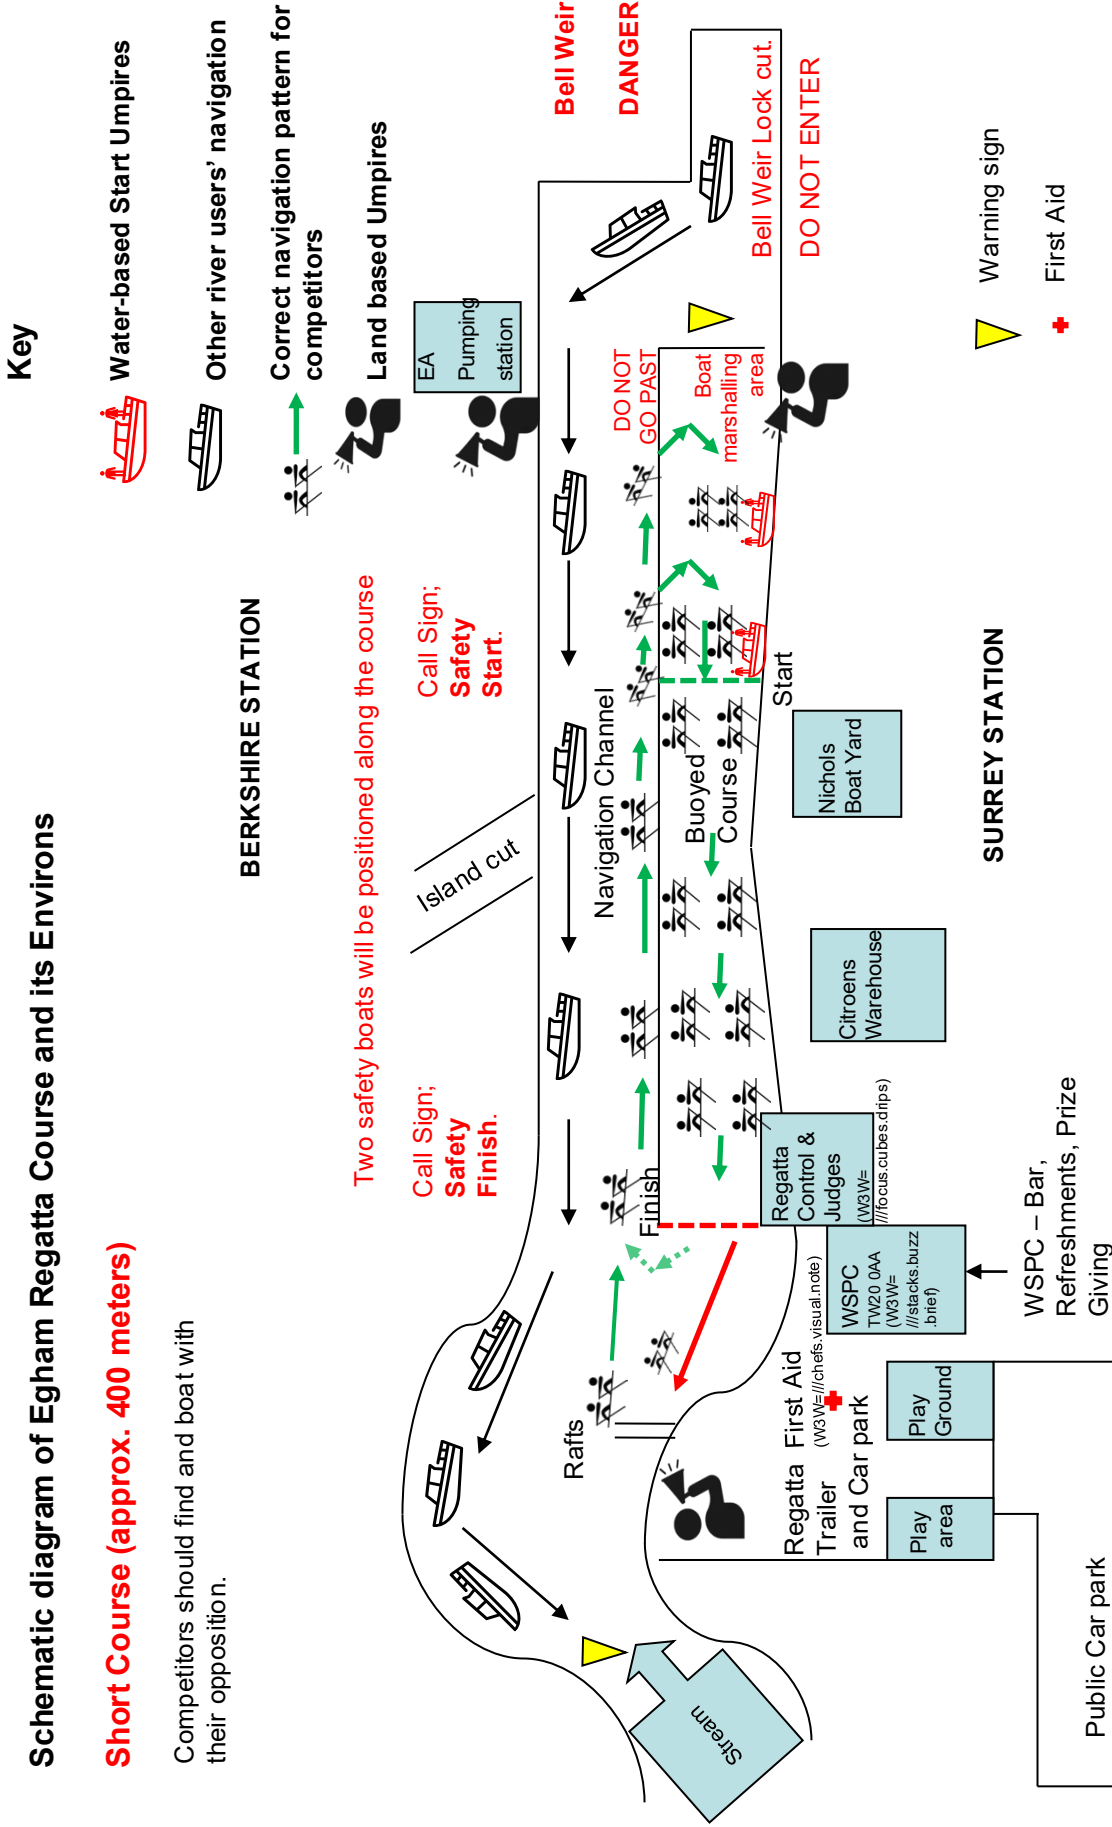 Schematic diagram of Egham Regatta Course and its Environs
Short Course (approx. 400 meters)
Competitors should find and boat with
their opposition.
Key
Water-based Start Umpires
Other river users' navigation
Correct navigation pattern for
competitors
Land based Umpires
BERKSHIRE STATION
Two safety boats will be positioned along the course
Call Sign;
Safety
Finish.
Call Sign;
Safety
Start.
EA
Pumping
station
Bell Weir
DANGER
Island cut
Navigation Channel
DO NOT
GO PAST
Boat
marshalling
area
Bell Weir Lock cut.
DO NOT ENTER
Rafts
Finish
Buoyed
Course
Start
Regatta
Control &
Judges
(W3W=
///focus.cubes.drips)
WSPC
TW20 0AA
(W3W=
///stacks.buzz
.brief)
Citroens
Warehouse
Nichols
Boat Yard
Stream
Regatta First Aid
(W3W=///chefs.visual.note)
Trailer
and Car park
Play
area
Play
Ground
SURREY STATION
Warning sign
First Aid
WSPC – Bar,
Refreshments, Prize
Giving
Public Car park